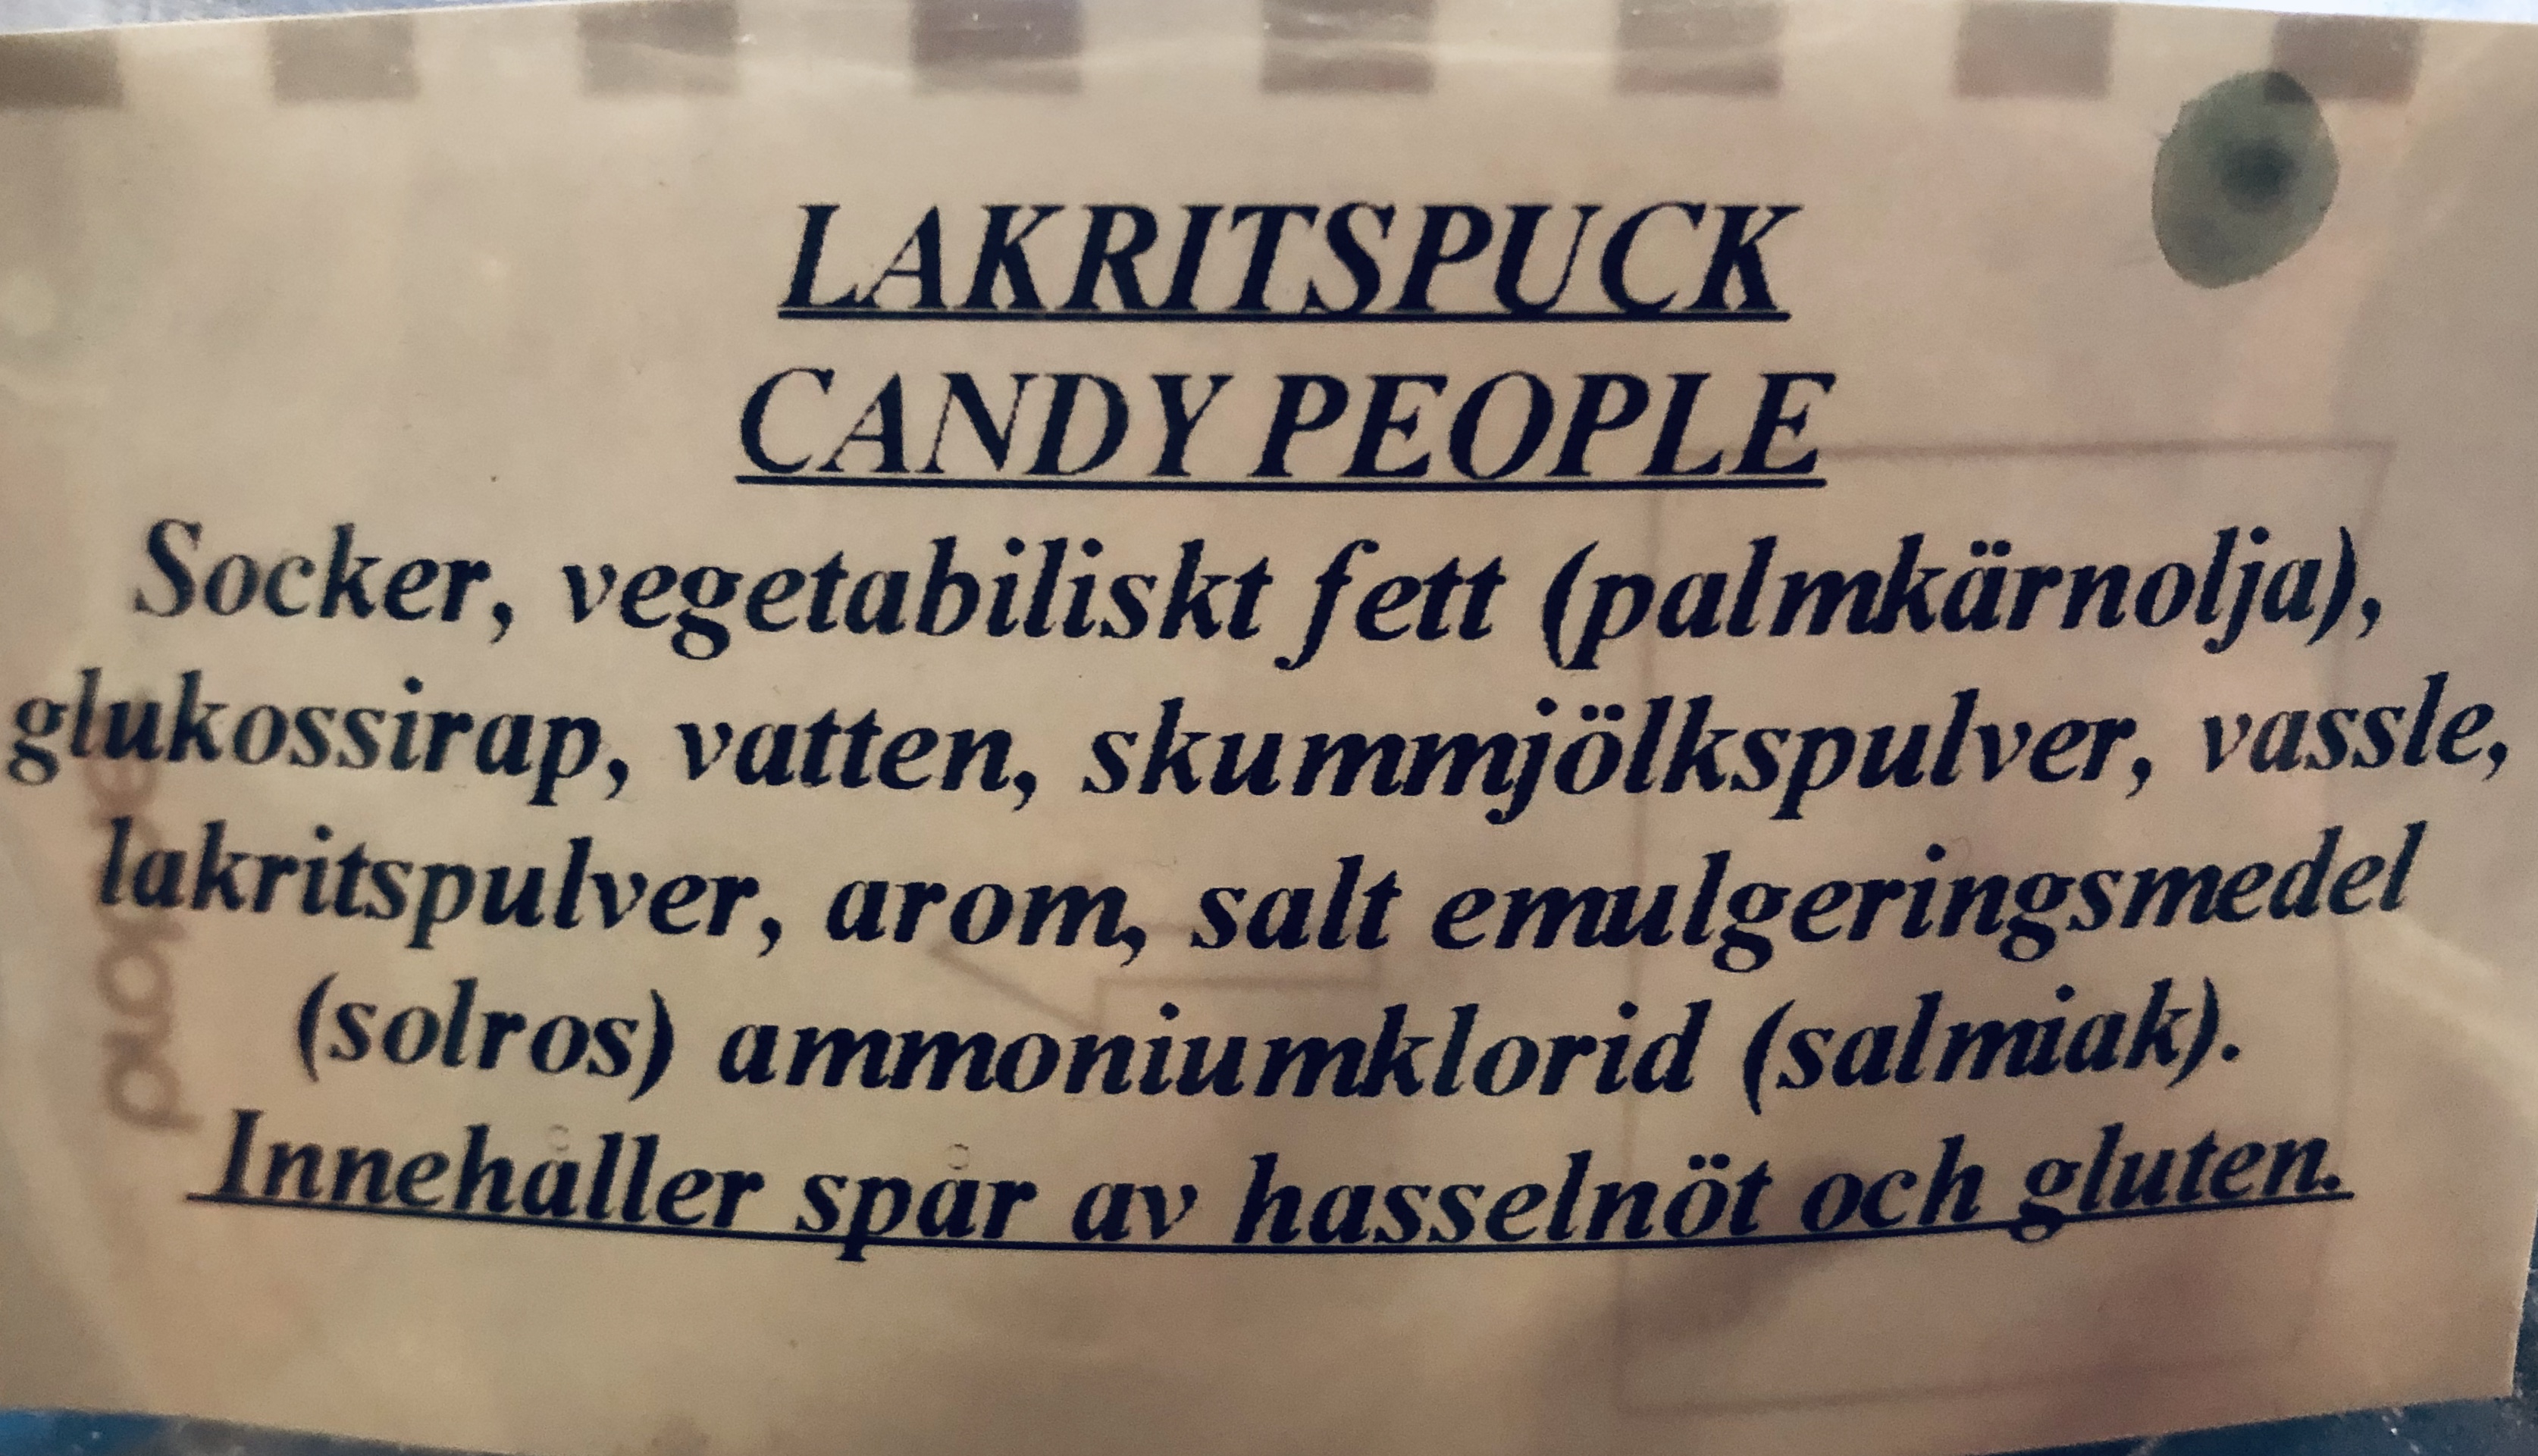 LAKRITSPUCK
CANDY PEOPLE
Socker, vegetabiliskt fett (palmkärnolja),
glukossirap, vatten, skummjölkspulver, vassle,
lakritspulver, arom, salt emulgeringsmedel
(solros) ammoniumklorid (salmiak).
Innehåller spår av hasselnöt och gluten.